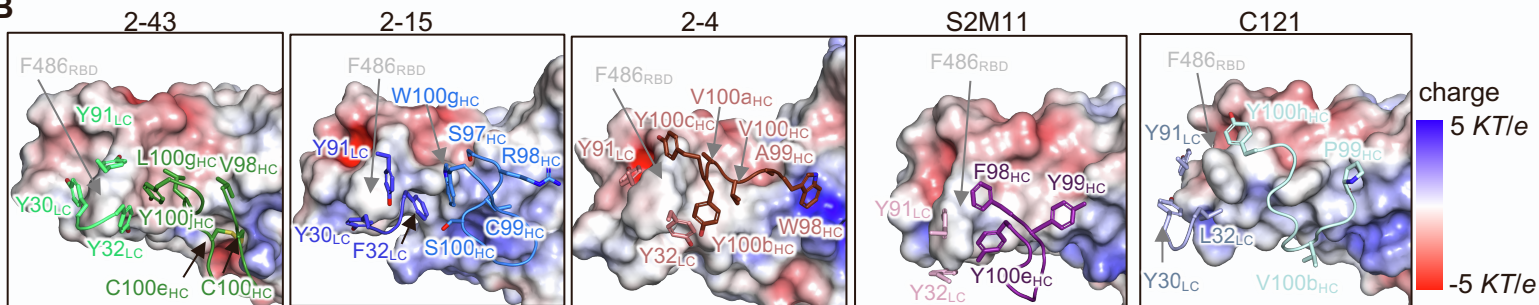 B
2-43
2-15
2-4
S2M11
C121
F486RBD
Y91LC
L100gHC
V98HC
Y30LC
Y100jHC
Y32LC
C100eHC
C100HC
F486RBD
W100gHC
S97HC
Y91LC
R98HC
Y30LC
F32LC
S100HC
C99HC
F486RBD
V100aHC
Y100cHC
V100HC
Y91LC
A99HC
W98HC
Y32LC
Y100bHC
F486RBD
F98HC
Y99HC
Y91LC
Y100eHC
Y32LC
F486RBD
Y100hHC
Y91LC
P99HC
L32LC
Y30LC
V100bHC
charge
5 KT/e
-5 KT/e